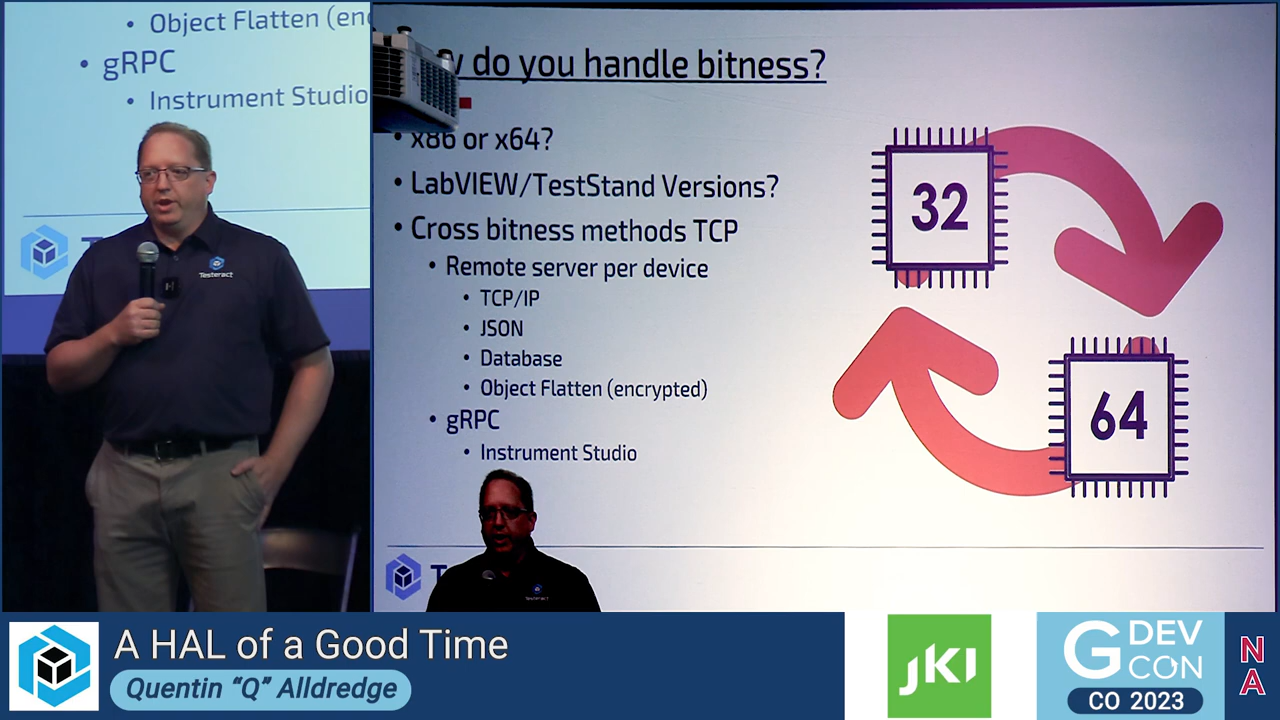 Object Flatten (enc
gRPC
Instrument Studio
Testeract
do you handle bitness?
x86 or x64?
LabVIEW/TestStand Versions?
Cross bitness methods TCP
Remote server per device
TCP/IP
JSON
Database
Object Flatten (encrypted)
gRPC
Instrument Studio
32
64
Testeract
A HAL of a Good Time
Quentin “Q” Alldredge
JKI
G DEV CON
CO 2023
NA